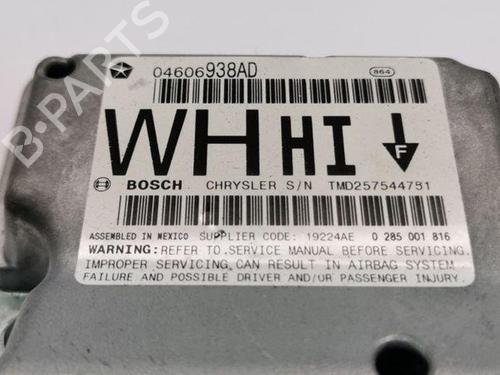 04606938AD 864
WH HI F
BOSCH CHRYSLER S/N TMD257544781
ASSEMBLED IN MEXICO SUPPLIER CODE: 19224AE 0 285 001 816
WARNING: REFER TO SERVICE MANUAL BEFORE SERVICING.
IMPROPER SERVICING CAN RESULT IN AIRBAG SYSTEM
FAILURE AND POSSIBLE DRIVER AND/OR PASSENGER INJURY.
B-PARTS